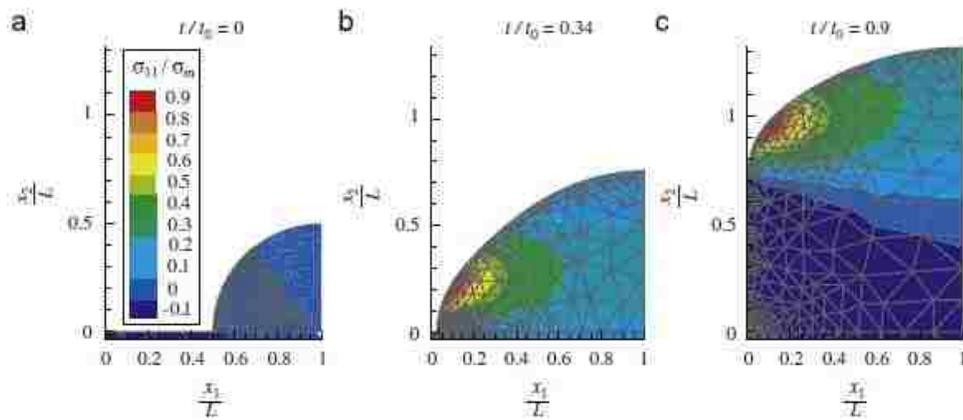 a
t / t₀ = 0
b
t / t₀ = 0.34
c
t / t₀ = 0.9
σ₁₁ / σₘ
0.9
0.8
0.7
0.6
0.5
0.4
0.3
0.2
0.1
0
-0.1
1
0.5
0
x₂
L
0 0.2 0.4 0.6 0.8 1
x₁
L
1
0.5
0
x₂
L
0 0.2 0.4 0.6 0.8 1
x₁
L
1
0.5
0
x₂
L
0 0.2 0.4 0.6 0.8 1
x₁
L